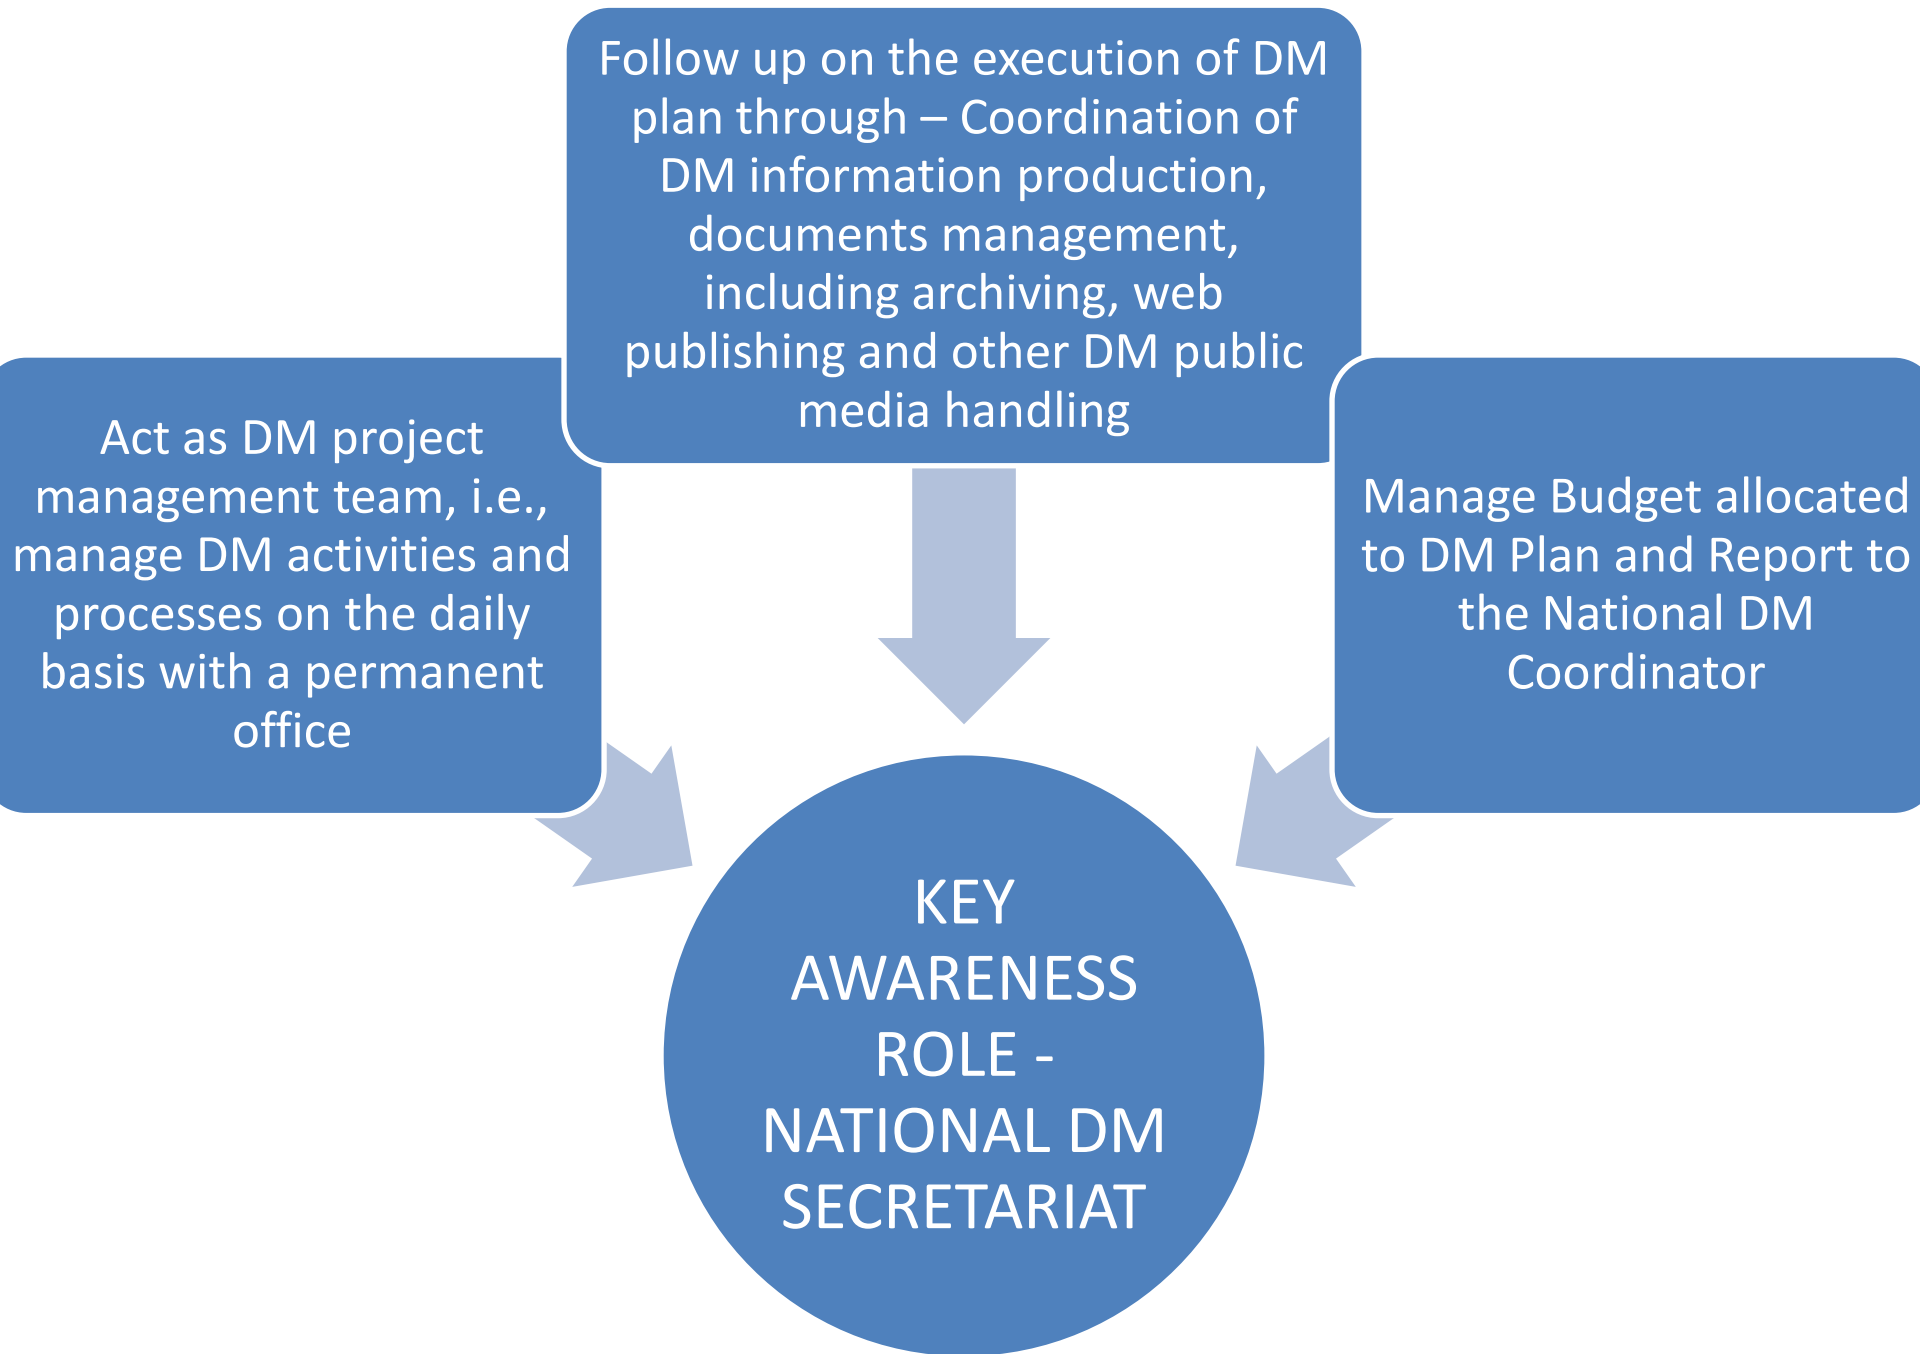 Follow up on the execution of DM
plan through – Coordination of
DM information production,
documents management,
including archiving, web
publishing and other DM public
media handling
Act as DM project
management team, i.e.,
manage DM activities and
processes on the daily
basis with a permanent
office
Manage Budget allocated
to DM Plan and Report to
the National DM
Coordinator
KEY
AWARENESS
ROLE -
NATIONAL DM
SECRETARIAT